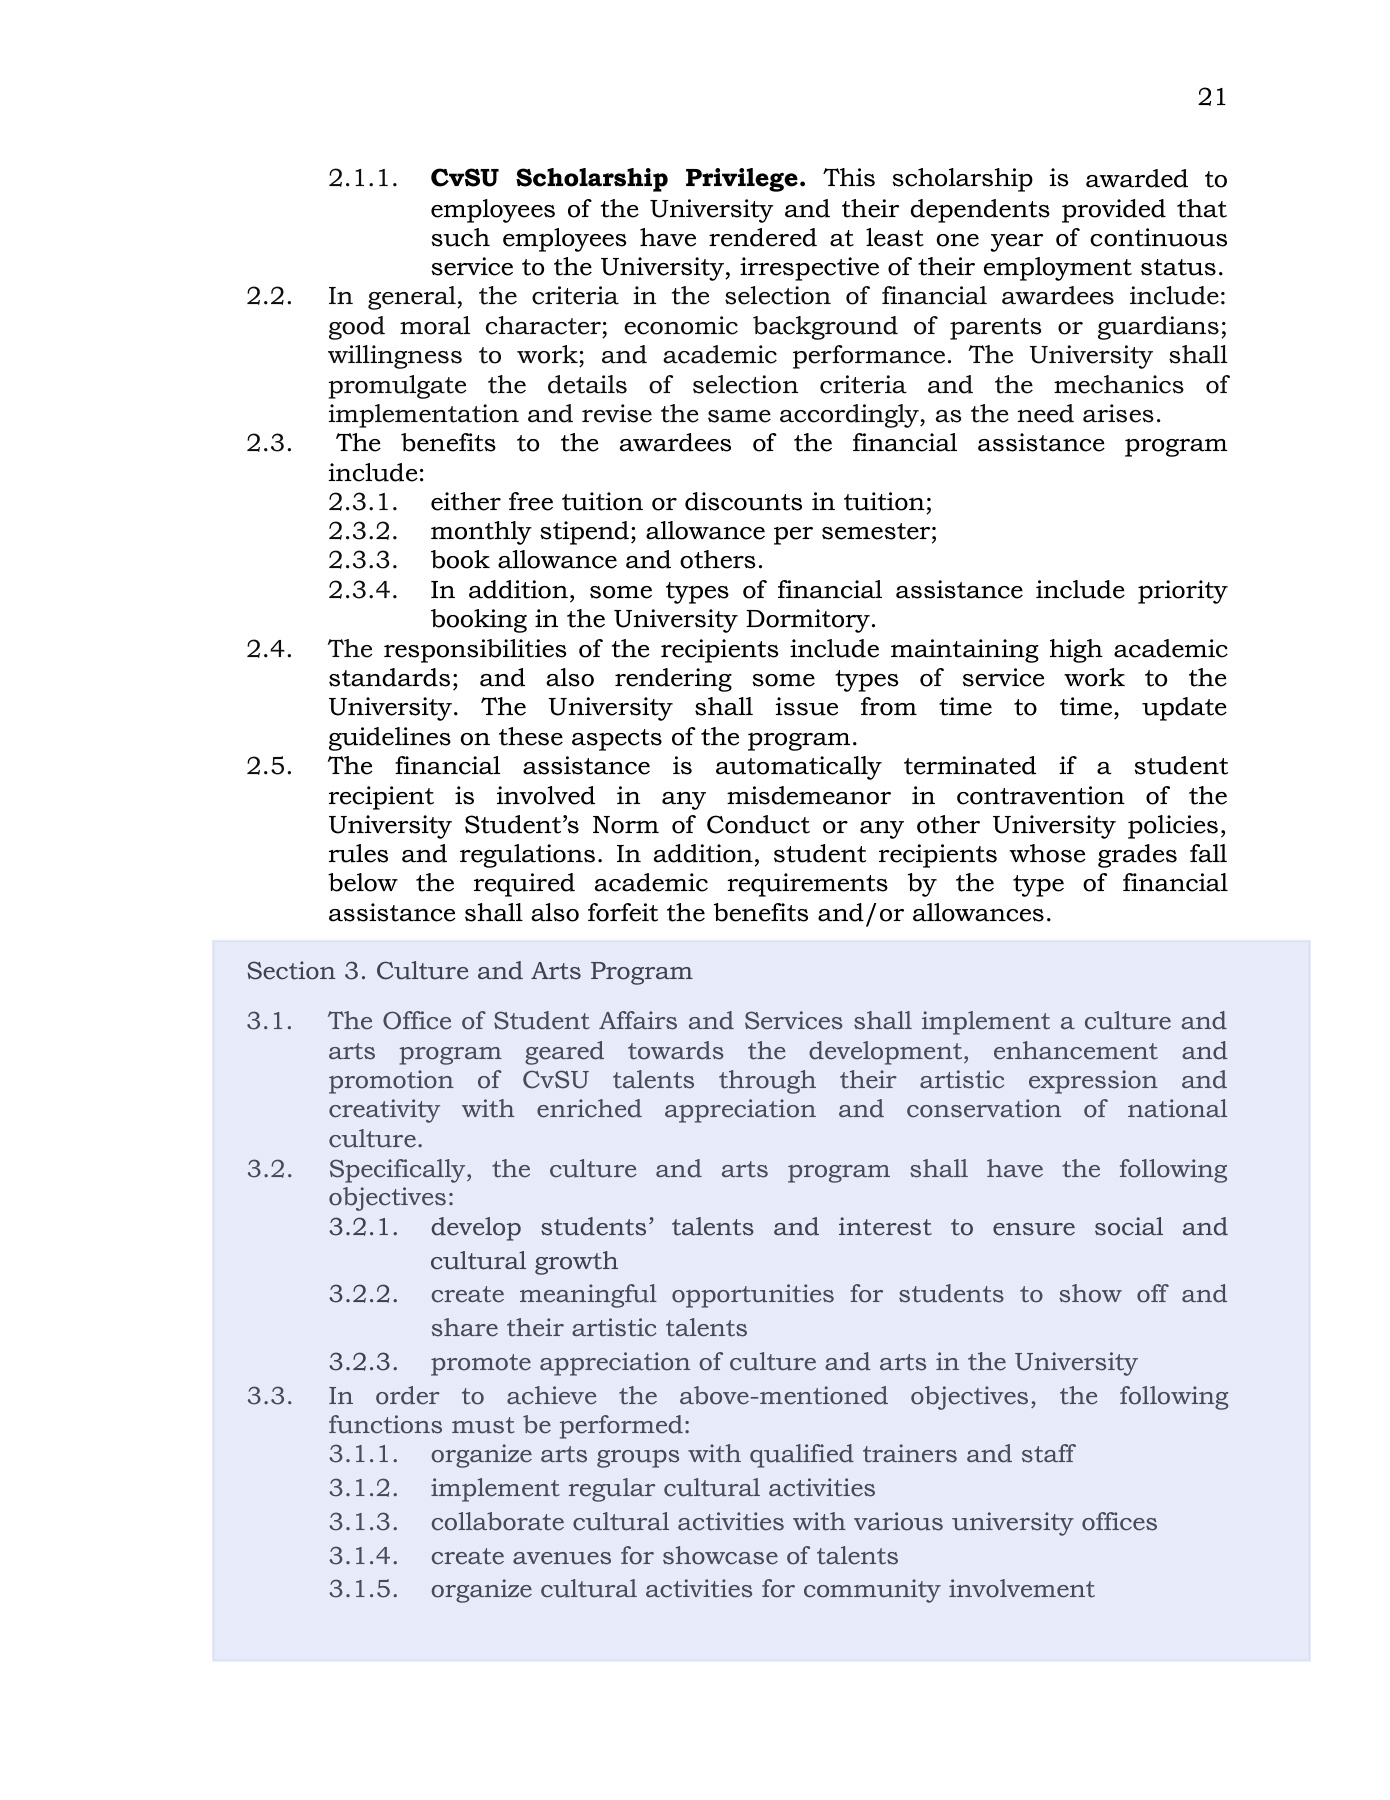 21
2.1.1. CvSU Scholarship Privilege. This scholarship is awarded to
employees of the University and their dependents provided that
such employees have rendered at least one year of continuous
service to the University, irrespective of their employment status.
2.2. In general, the criteria in the selection of financial awardees include:
good moral character; economic background of parents or guardians;
willingness to work; and academic performance. The University shall
promulgate the details of selection criteria and the mechanics of
implementation and revise the same accordingly, as the need arises.
2.3. The benefits to the awardees of the financial assistance program
include:
2.3.1. either free tuition or discounts in tuition;
2.3.2. monthly stipend; allowance per semester;
2.3.3. book allowance and others.
2.3.4. In addition, some types of financial assistance include priority
booking in the University Dormitory.
2.4. The responsibilities of the recipients include maintaining high academic
standards; and also rendering some types of service work to the
University. The University shall issue from time to time, update
guidelines on these aspects of the program.
2.5. The financial assistance is automatically terminated if a student
recipient is involved in any misdemeanor in contravention of the
University Student’s Norm of Conduct or any other University policies,
rules and regulations. In addition, student recipients whose grades fall
below the required academic requirements by the type of financial
assistance shall also forfeit the benefits and/or allowances.
Section 3. Culture and Arts Program
3.1. The Office of Student Affairs and Services shall implement a culture and
arts program geared towards the development, enhancement and
promotion of CvSU talents through their artistic expression and
creativity with enriched appreciation and conservation of national
culture.
3.2. Specifically, the culture and arts program shall have the following
objectives:
3.2.1. develop students’ talents and interest to ensure social and
cultural growth
3.2.2. create meaningful opportunities for students to show off and
share their artistic talents
3.2.3. promote appreciation of culture and arts in the University
3.3. In order to achieve the above-mentioned objectives, the following
functions must be performed:
3.1.1. organize arts groups with qualified trainers and staff
3.1.2. implement regular cultural activities
3.1.3. collaborate cultural activities with various university offices
3.1.4. create avenues for showcase of talents
3.1.5. organize cultural activities for community involvement